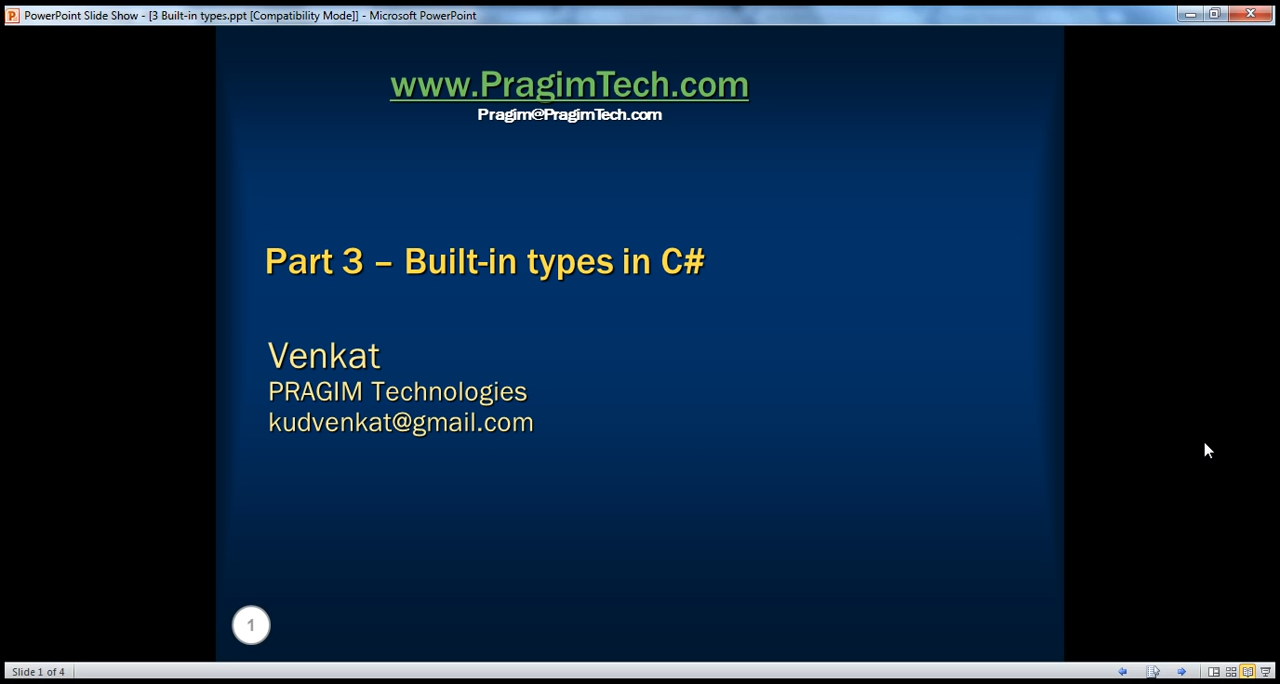 PowerPoint Slide Show - [3 Built-in types.ppt [Compatibility Mode]] - Microsoft PowerPoint
www.PragimTech.com
Pragim@PragimTech.com
Part 3 – Built-in types in C#
Venkat
PRAGIM Technologies
kudvenkat@gmail.com
1
Slide 1 of 4